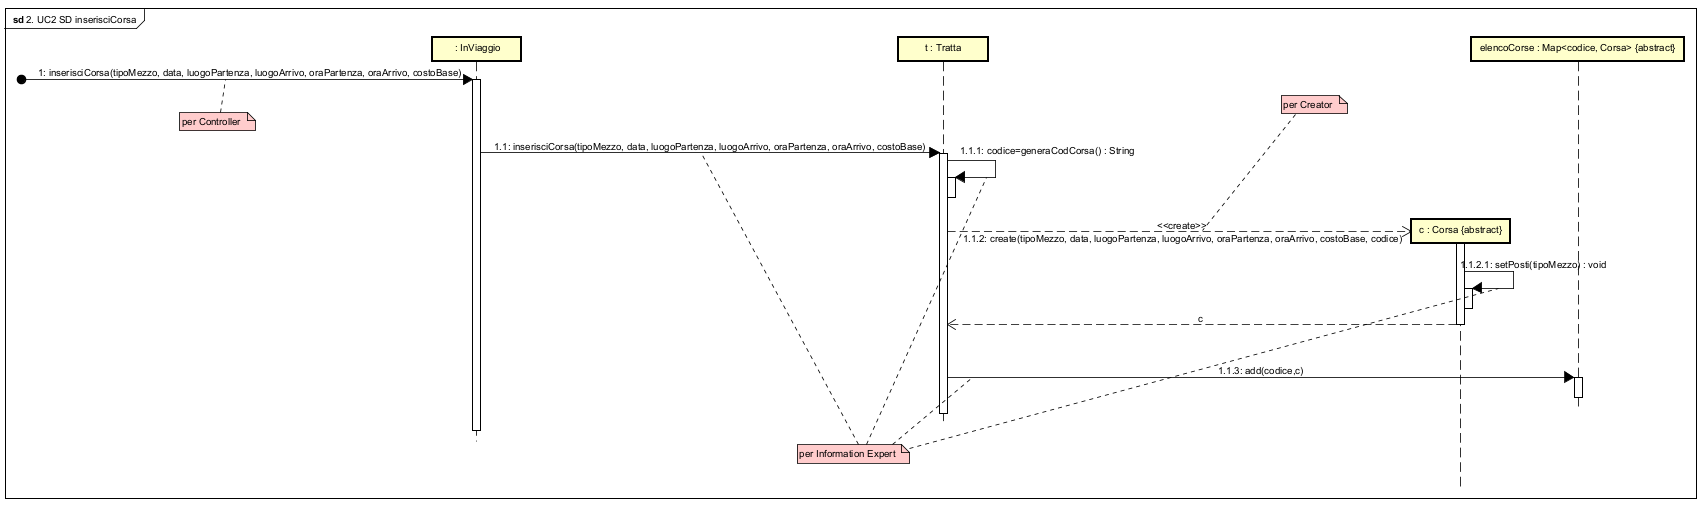 sd 2. UC2 SD inserisciCorsa
: InViaggio
t : Tratta
elencoCorse : Map<codice, Corsa> {abstract}
1: inserisciCorsa(tipoMezzo, data, luogoPartenza, luogoArrivo, oraPartenza, oraArrivo, costoBase)
per Creator
per Controller
1.1: inserisciCorsa(tipoMezzo, data, luogoPartenza, luogoArrivo, oraPartenza, oraArrivo, costoBase)
1.1.1: codice=generaCodCorsa() : String
<<create>>
c : Corsa {abstract}
1.1.2: create(tipoMezzo, data, luogoPartenza, luogoArrivo, oraPartenza, oraArrivo, costoBase, codice)
1.1.2.1: setPosti(tipoMezzo) : void
c
1.1.3: add(codice,c)
per Information Expert